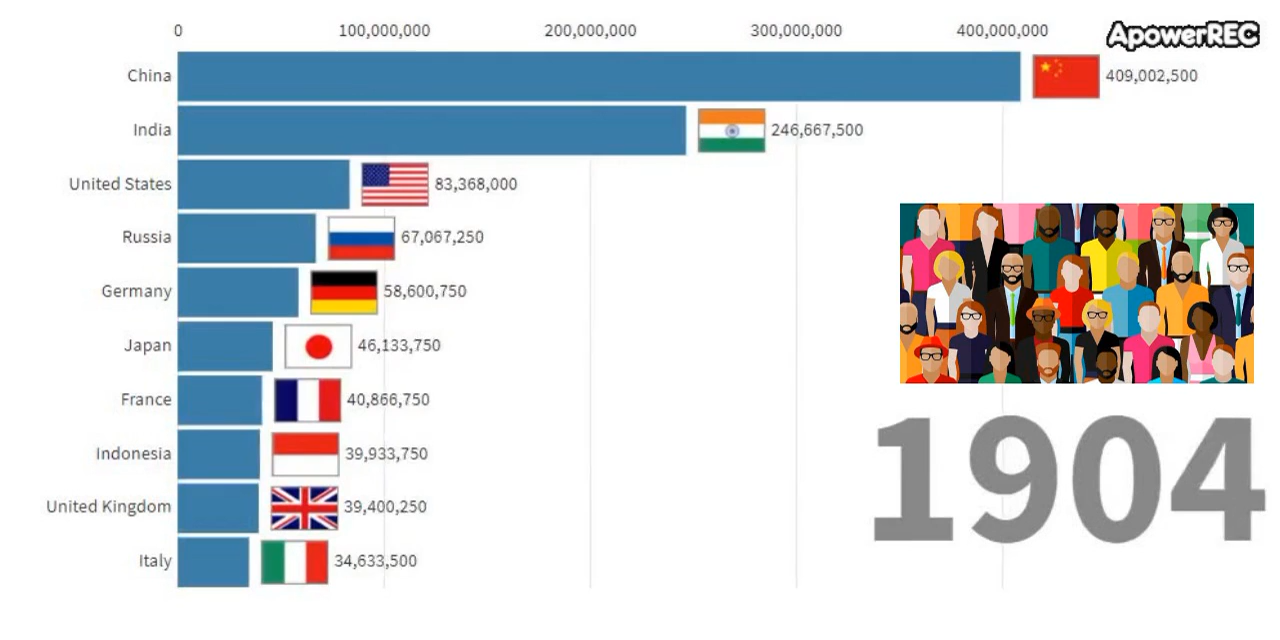 0 100,000,000 200,000,000 300,000,000 400,000,000
ApowerREC
China 409,002,500
India 246,667,500
United States 83,368,000
Russia 67,067,250
Germany 58,600,750
Japan 46,133,750
France 40,866,750
Indonesia 39,933,750
United Kingdom 39,400,250
Italy 34,633,500
1904